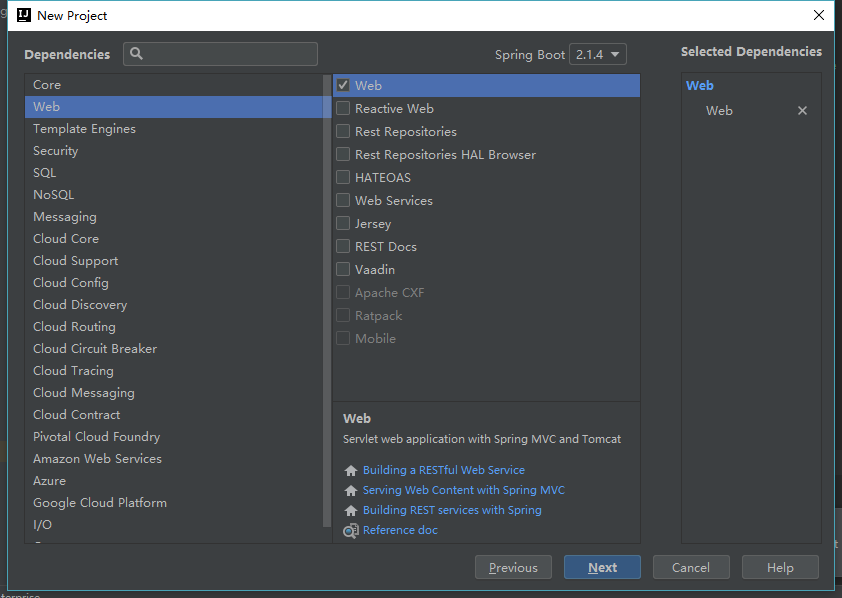 New Project
Dependencies
Spring Boot 2.1.4
Selected Dependencies
Core
Web
Template Engines
Security
SQL
NoSQL
Messaging
Cloud Core
Cloud Support
Cloud Config
Cloud Discovery
Cloud Routing
Cloud Circuit Breaker
Cloud Tracing
Cloud Messaging
Cloud Contract
Pivotal Cloud Foundry
Amazon Web Services
Azure
Google Cloud Platform
I/O
Web
Reactive Web
Rest Repositories
Rest Repositories HAL Browser
HATEOAS
Web Services
Jersey
REST Docs
Vaadin
Apache CXF
Ratpack
Mobile
Web
Servlet web application with Spring MVC and Tomcat
Building a RESTful Web Service
Serving Web Content with Spring MVC
Building REST services with Spring
Reference doc
Web
Web
Previous
Next
Cancel
Help